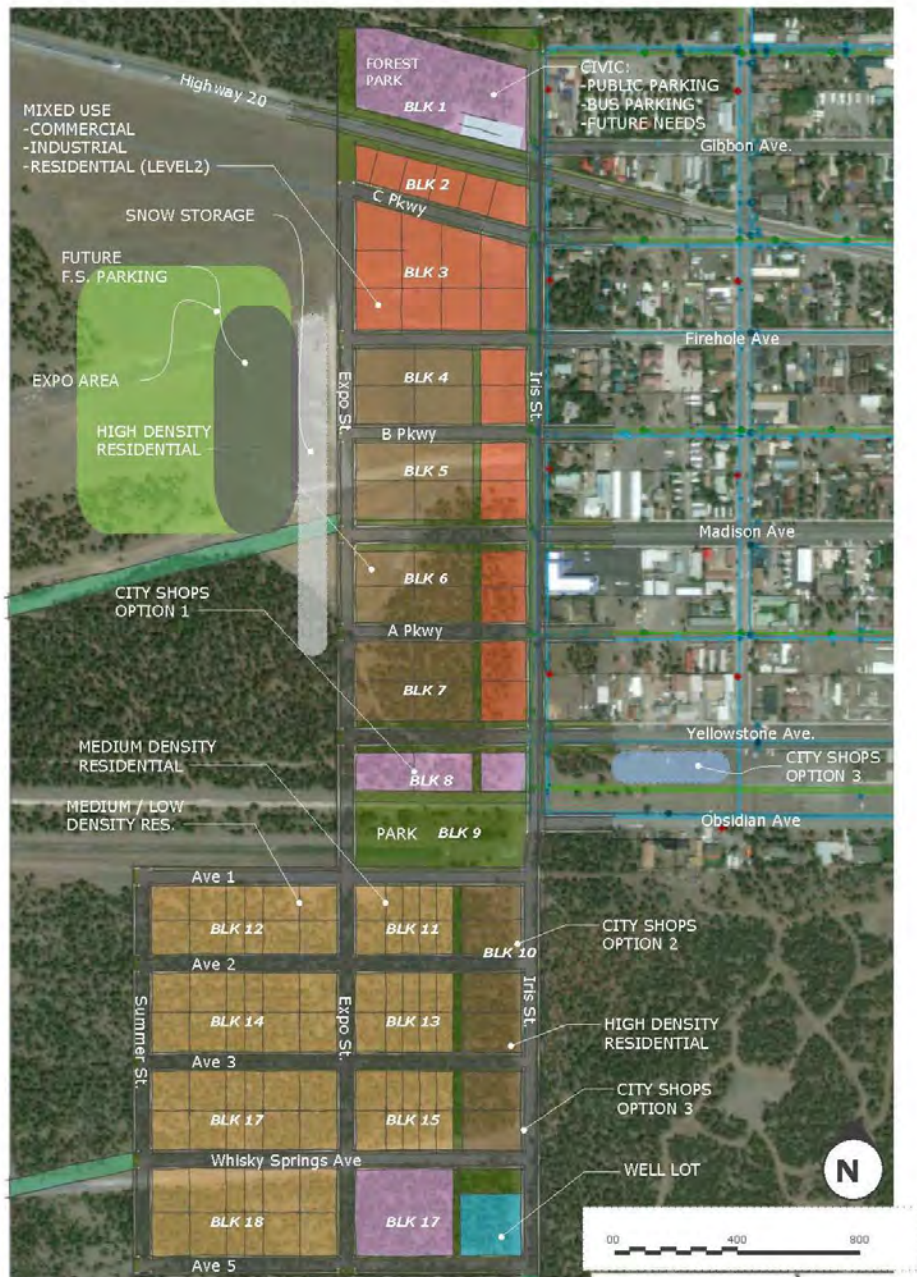 Highway 20
FOREST
PARK
BLK 1
CIVIC:
-PUBLIC PARKING
-BUS PARKING
-FUTURE NEEDS
Gibbon Ave.
MIXED USE
-COMMERCIAL
-INDUSTRIAL
-RESIDENTIAL (LEVEL2)
BLK 2
C Pkwy
SNOW STORAGE
FUTURE
F.S. PARKING
BLK 3
Firehole Ave
EXPO AREA
Expo St.
BLK 4
Iris St.
HIGH DENSITY
RESIDENTIAL
B Pkwy
BLK 5
Madison Ave
BLK 6
CITY SHOPS
OPTION 1
A Pkwy
BLK 7
Yellowstone Ave.
MEDIUM DENSITY
RESIDENTIAL
BLK 8
CITY SHOPS
OPTION 3
MEDIUM / LOW
DENSITY RES.
PARK BLK 9
Obsidian Ave
Ave 1
BLK 12
BLK 11
BLK 10
CITY SHOPS
OPTION 2
Ave 2
Summer St.
Expo St.
Iris St.
BLK 14
BLK 13
HIGH DENSITY
RESIDENTIAL
Ave 3
CITY SHOPS
OPTION 3
BLK 17
BLK 15
Whisky Springs Ave
WELL LOT
N
BLK 18
BLK 17
00 400 800
Ave 5